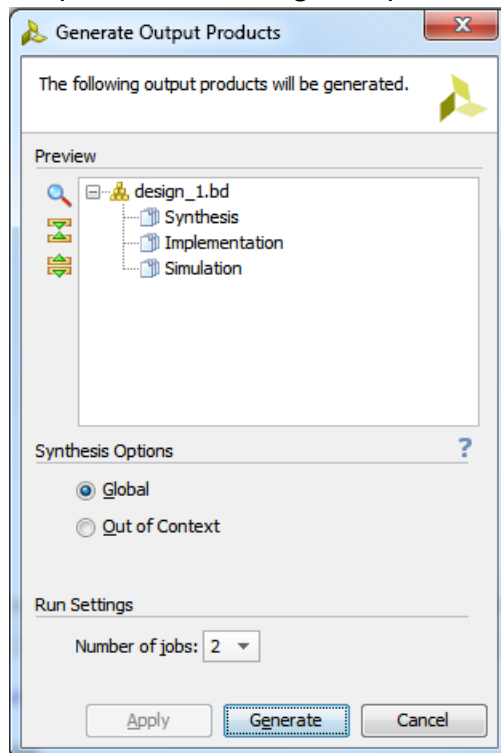 Generate Output Products
The following output products will be generated.
Preview
design_1.bd
Synthesis
Implementation
Simulation
Synthesis Options
?
Global
Out of Context
Run Settings
Number of jobs: 2
Apply Generate Cancel